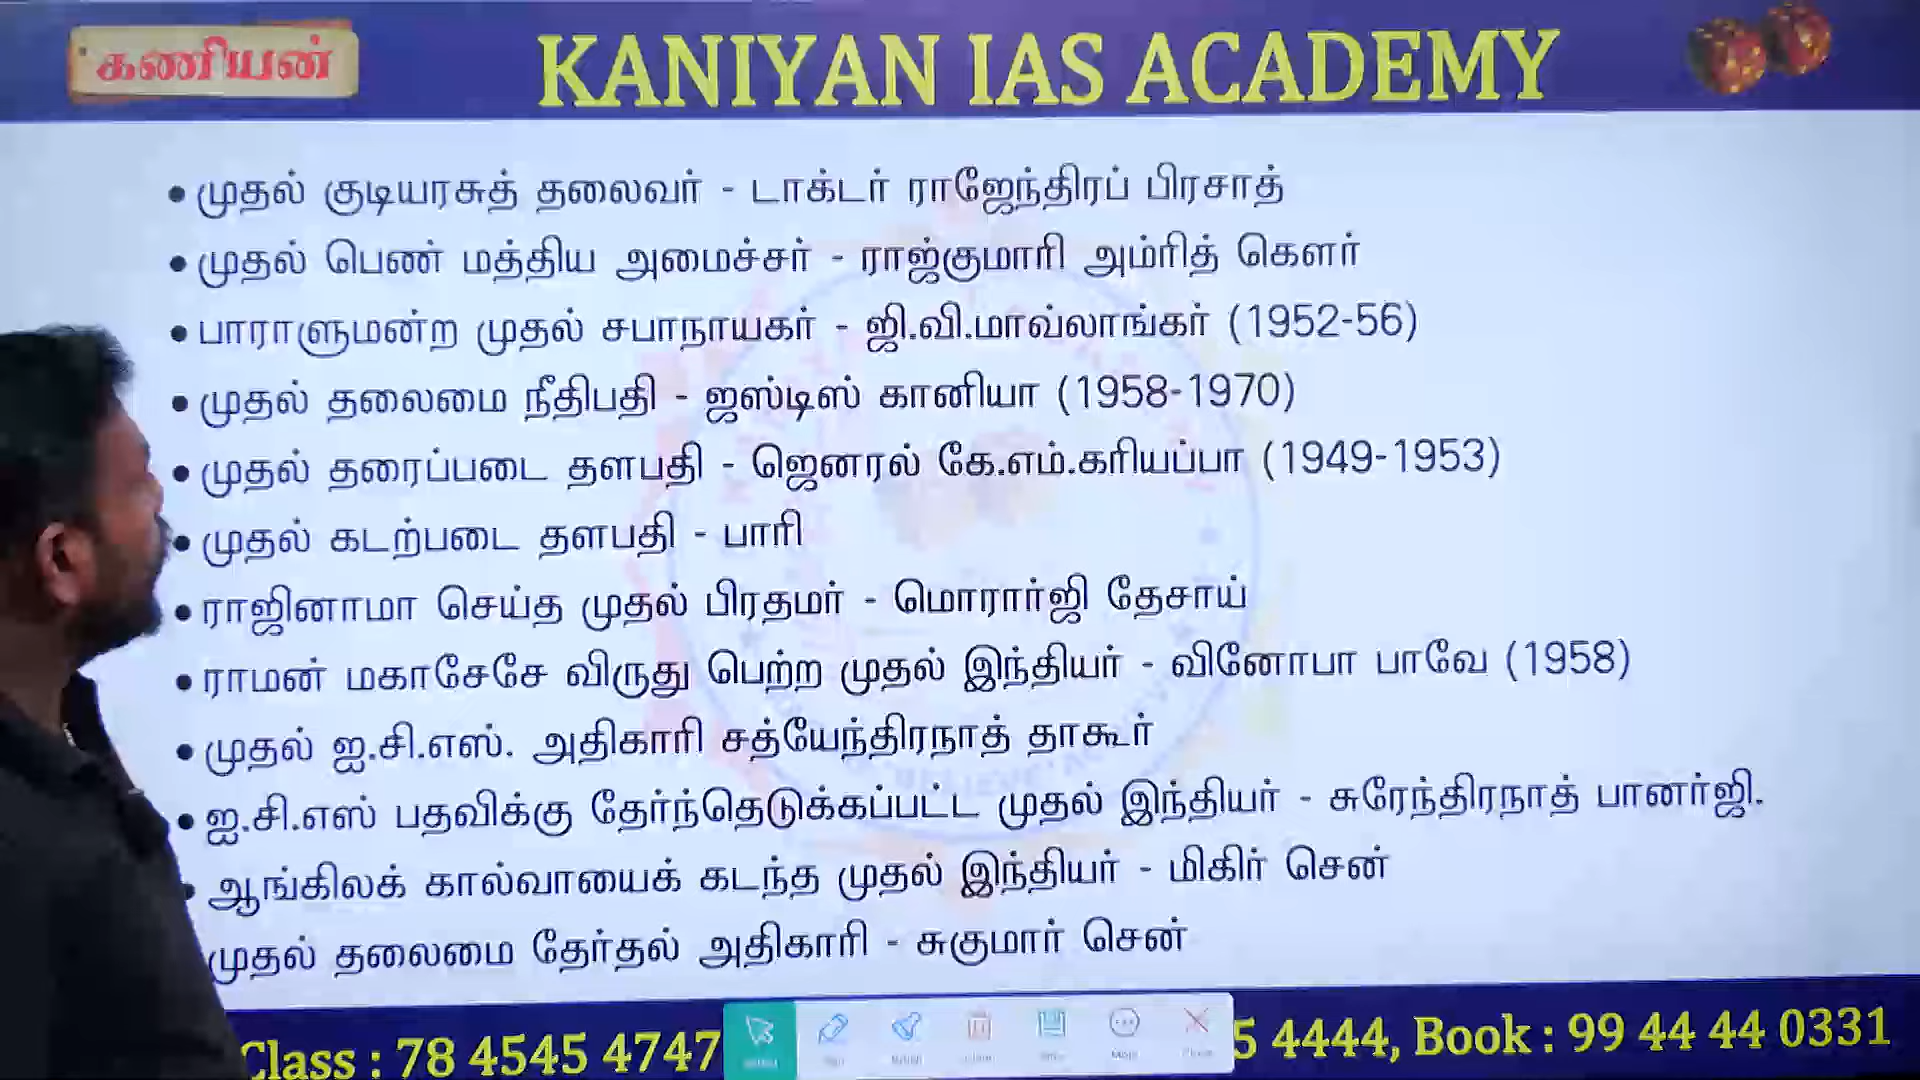 கணியன்
KANIYAN IAS ACADEMY
• முதல் குடியரசுத் தலைவர் - டாக்டர் ராஜேந்திரப் பிரசாத்
• முதல் பெண் மத்திய அமைச்சர் - ராஜ்குமாரி அம்ரித் கௌர்
• பாராளுமன்ற முதல் சபாநாயகர் - ஜி.வி.மாவ்லாங்கர் (1952-56)
• முதல் தலைமை நீதிபதி - ஜஸ்டிஸ் கானியா (1958-1970)
• முதல் தரைப்படை தளபதி - ஜெனரல் கே.எம்.கரியப்பா (1949-1953)
• முதல் கடற்படை தளபதி - பாரி
• ராஜினாமா செய்த முதல் பிரதமர் - மொரார்ஜி தேசாய்
• ராமன் மகாசேசே விருது பெற்ற முதல் இந்தியர் - வினோபா பாவே (1958)
• முதல் ஐ.சி.எஸ். அதிகாரி சத்யேந்திரநாத் தாகூர்
• ஐ.சி.எஸ் பதவிக்கு தேர்ந்தெடுக்கப்பட்ட முதல் இந்தியர் - சுரேந்திரநாத் பானர்ஜி.
• ஆங்கிலக் கால்வாயைக் கடந்த முதல் இந்தியர் - மிகிர் சென்
முதல் தலைமை தேர்தல் அதிகாரி - சுகுமார் சென்
Class : 78 4545 4747 5 4444, Book : 99 44 44 0331